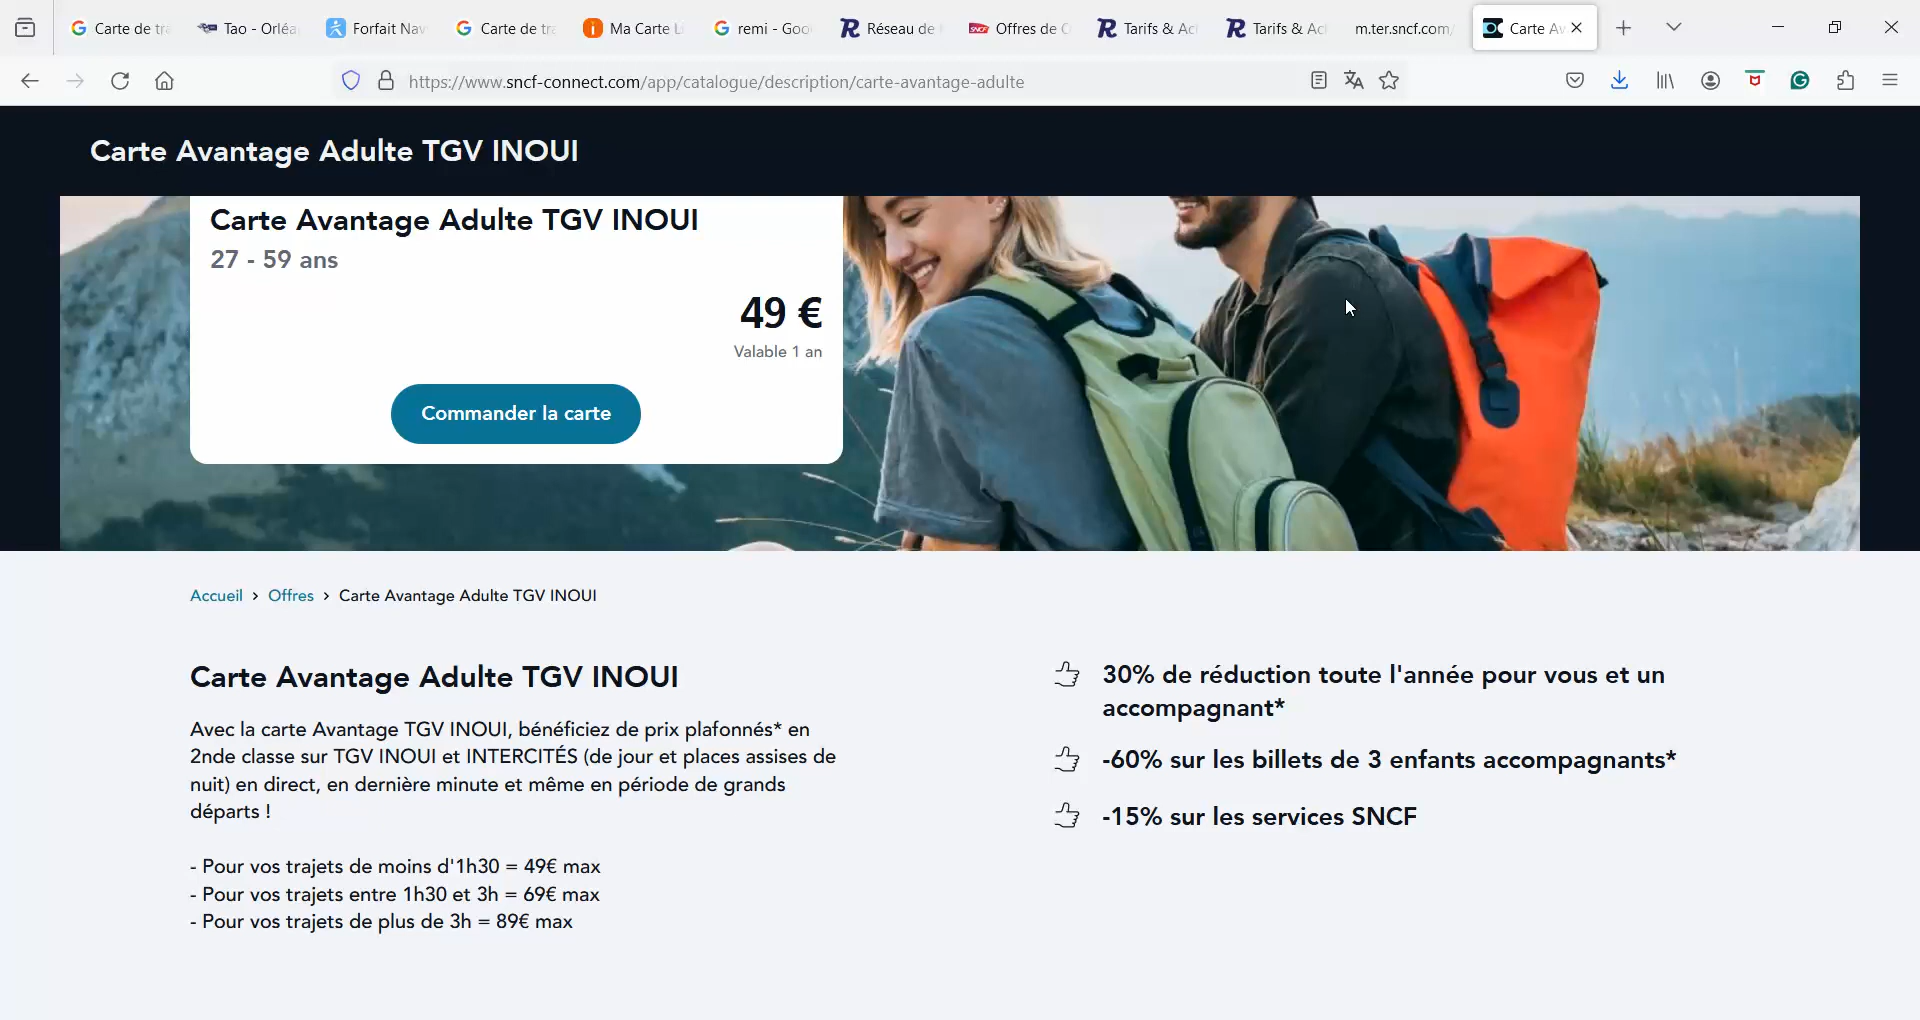 Carte de tra
Tao - Orléa
Forfait Nav
Carte de tra
Ma Carte L
remi - Goo
Réseau de
Offres de C
Tarifs & Ac
Tarifs & Ac
m.ter.sncf.com/
Carte Av
https://www.sncf-connect.com/app/catalogue/description/carte-avantage-adulte
Carte Avantage Adulte TGV INOUI
Carte Avantage Adulte TGV INOUI
27 - 59 ans
49 €
Valable 1 an
Commander la carte
Accueil › Offres › Carte Avantage Adulte TGV INOUI
Carte Avantage Adulte TGV INOUI
Avec la carte Avantage TGV INOUI, bénéficiez de prix plafonnés* en
2nde classe sur TGV INOUI et INTERCITÉS (de jour et places assises de
nuit) en direct, en dernière minute et même en période de grands
départs !
- Pour vos trajets de moins d'1h30 = 49€ max
- Pour vos trajets entre 1h30 et 3h = 69€ max
- Pour vos trajets de plus de 3h = 89€ max
30% de réduction toute l'année pour vous et un
accompagnant*
-60% sur les billets de 3 enfants accompagnants*
-15% sur les services SNCF